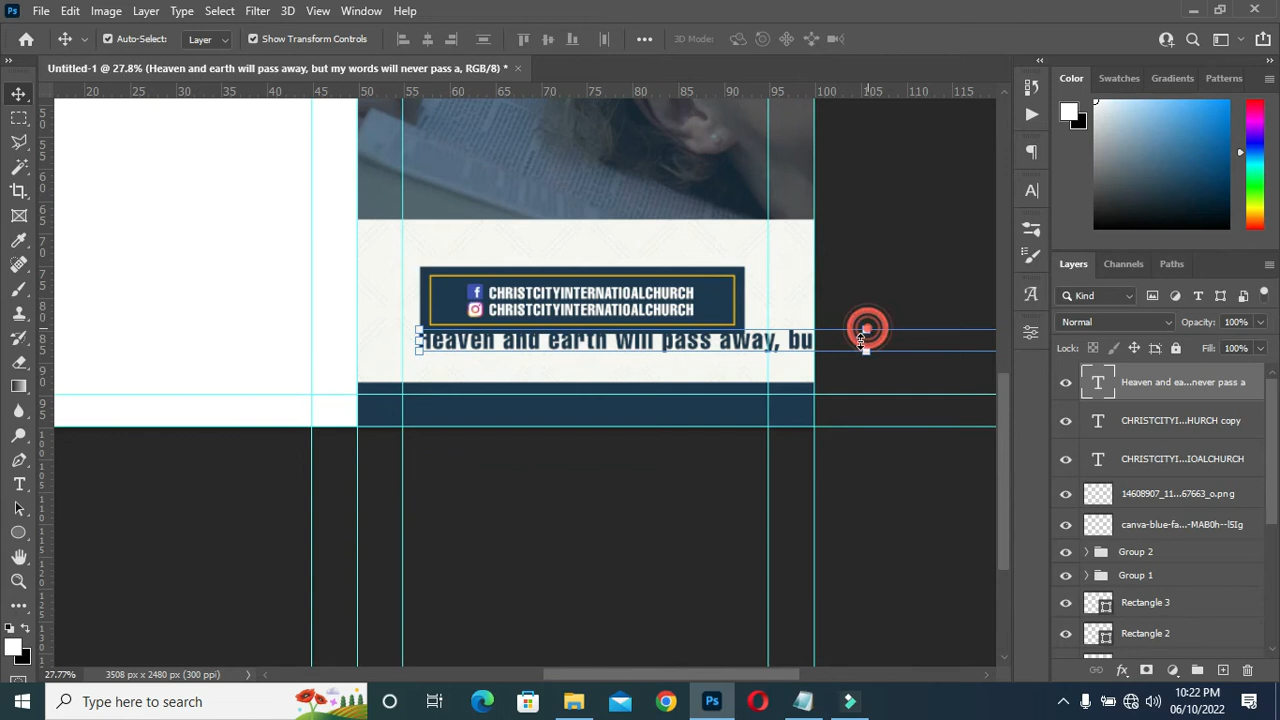 File Edit Image Layer Type Select Filter 3D View Window Help
Auto-Select: Layer Show Transform Controls 3D Mode:
Untitled-1 @ 27.8% (Heaven and earth will pass away, but my words will never pass a, RGB/8) *
20 45 50 55 60 65 70 75 80 85 90 95 100 105 110 115
CHRISTCITYINTERNATIOALCHURCH
CHRISTCITYINTERNATIOALCHURCH
Heaven and earth will pass away, bu
Color Swatches Gradients Patterns
Layers Channels Paths
Kind
Normal Opacity: 100%
Lock: Fill: 100%
Heaven and ea...never pass a
CHRISTCITYI...HURCH copy
CHRISTCITYI...IOALCHURCH
14608907_11...67663_o.png
canva-blue-fa...-MAB0h--lSIg
Group 2
Group 1
Rectangle 3
Rectangle 2
27.77% 3508 px x 2480 px (300 ppi)
Type here to search
10:22 PM
06/10/2022